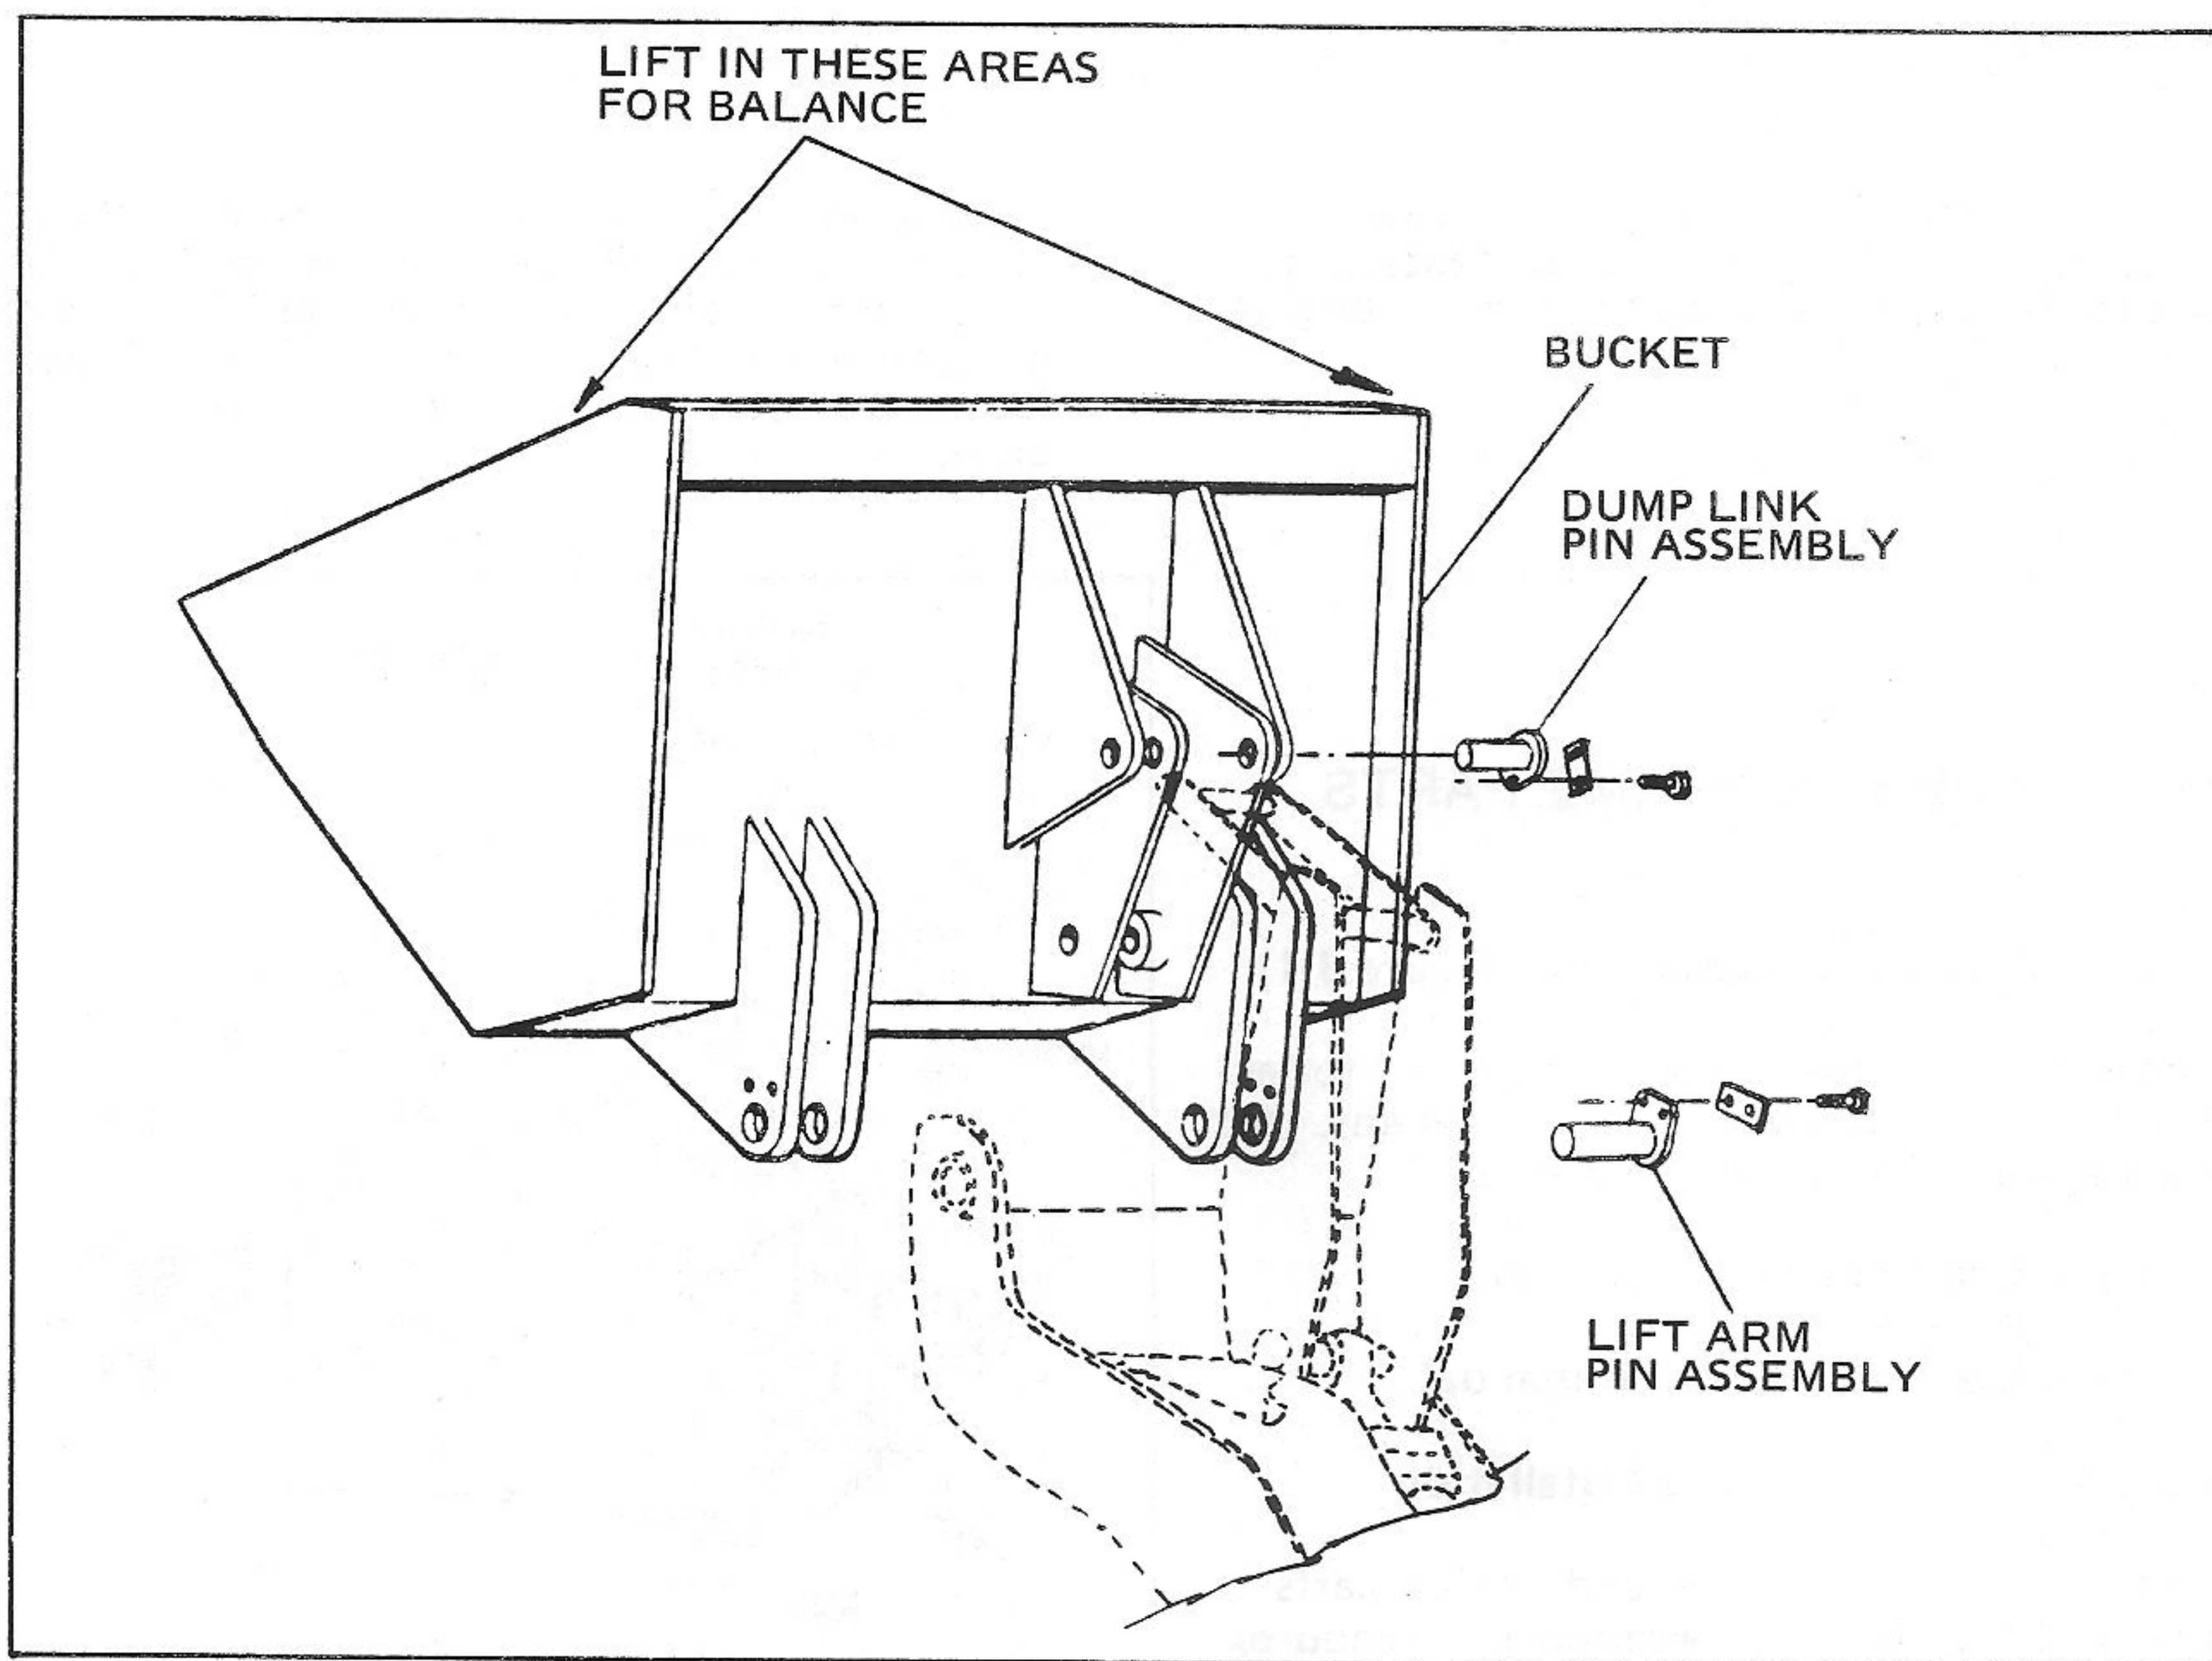 LIFT IN THESE AREAS
FOR BALANCE
BUCKET
DUMP LINK
PIN ASSEMBLY
LIFT ARM
PIN ASSEMBLY